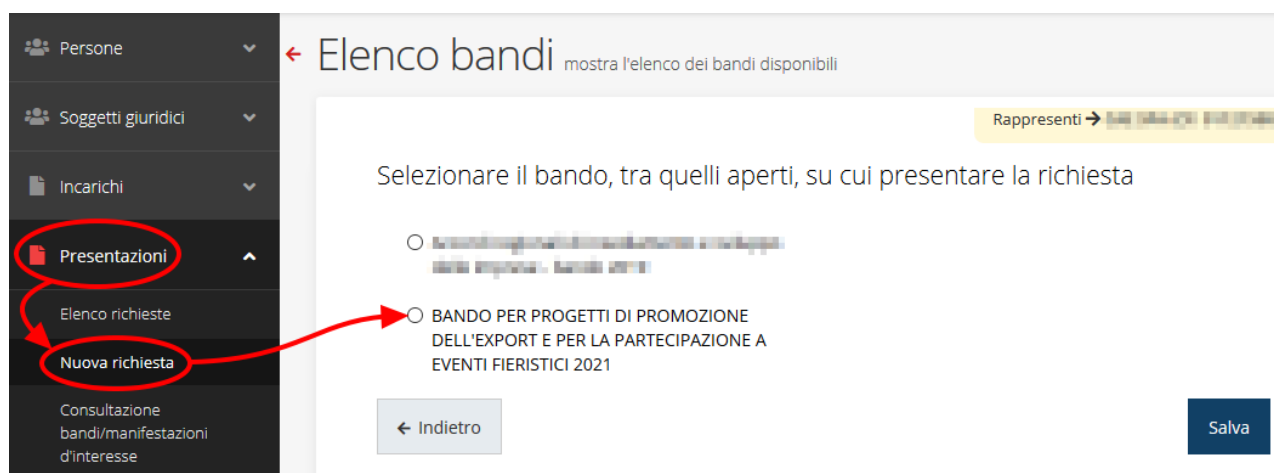 Persone
Soggetti giuridici
Incarichi
Presentazioni
Elenco richieste
Nuova richiesta
Consultazione
bandi/manifestazioni
d'interesse
Elenco bandi mostra l'elenco dei bandi disponibili
Rappresenti
Selezionare il bando, tra quelli aperti, su cui presentare la richiesta
BANDO PER PROGETTI DI PROMOZIONE
DELL'EXPORT E PER LA PARTECIPAZIONE A
EVENTI FIERISTICI 2021
Indietro
Salva